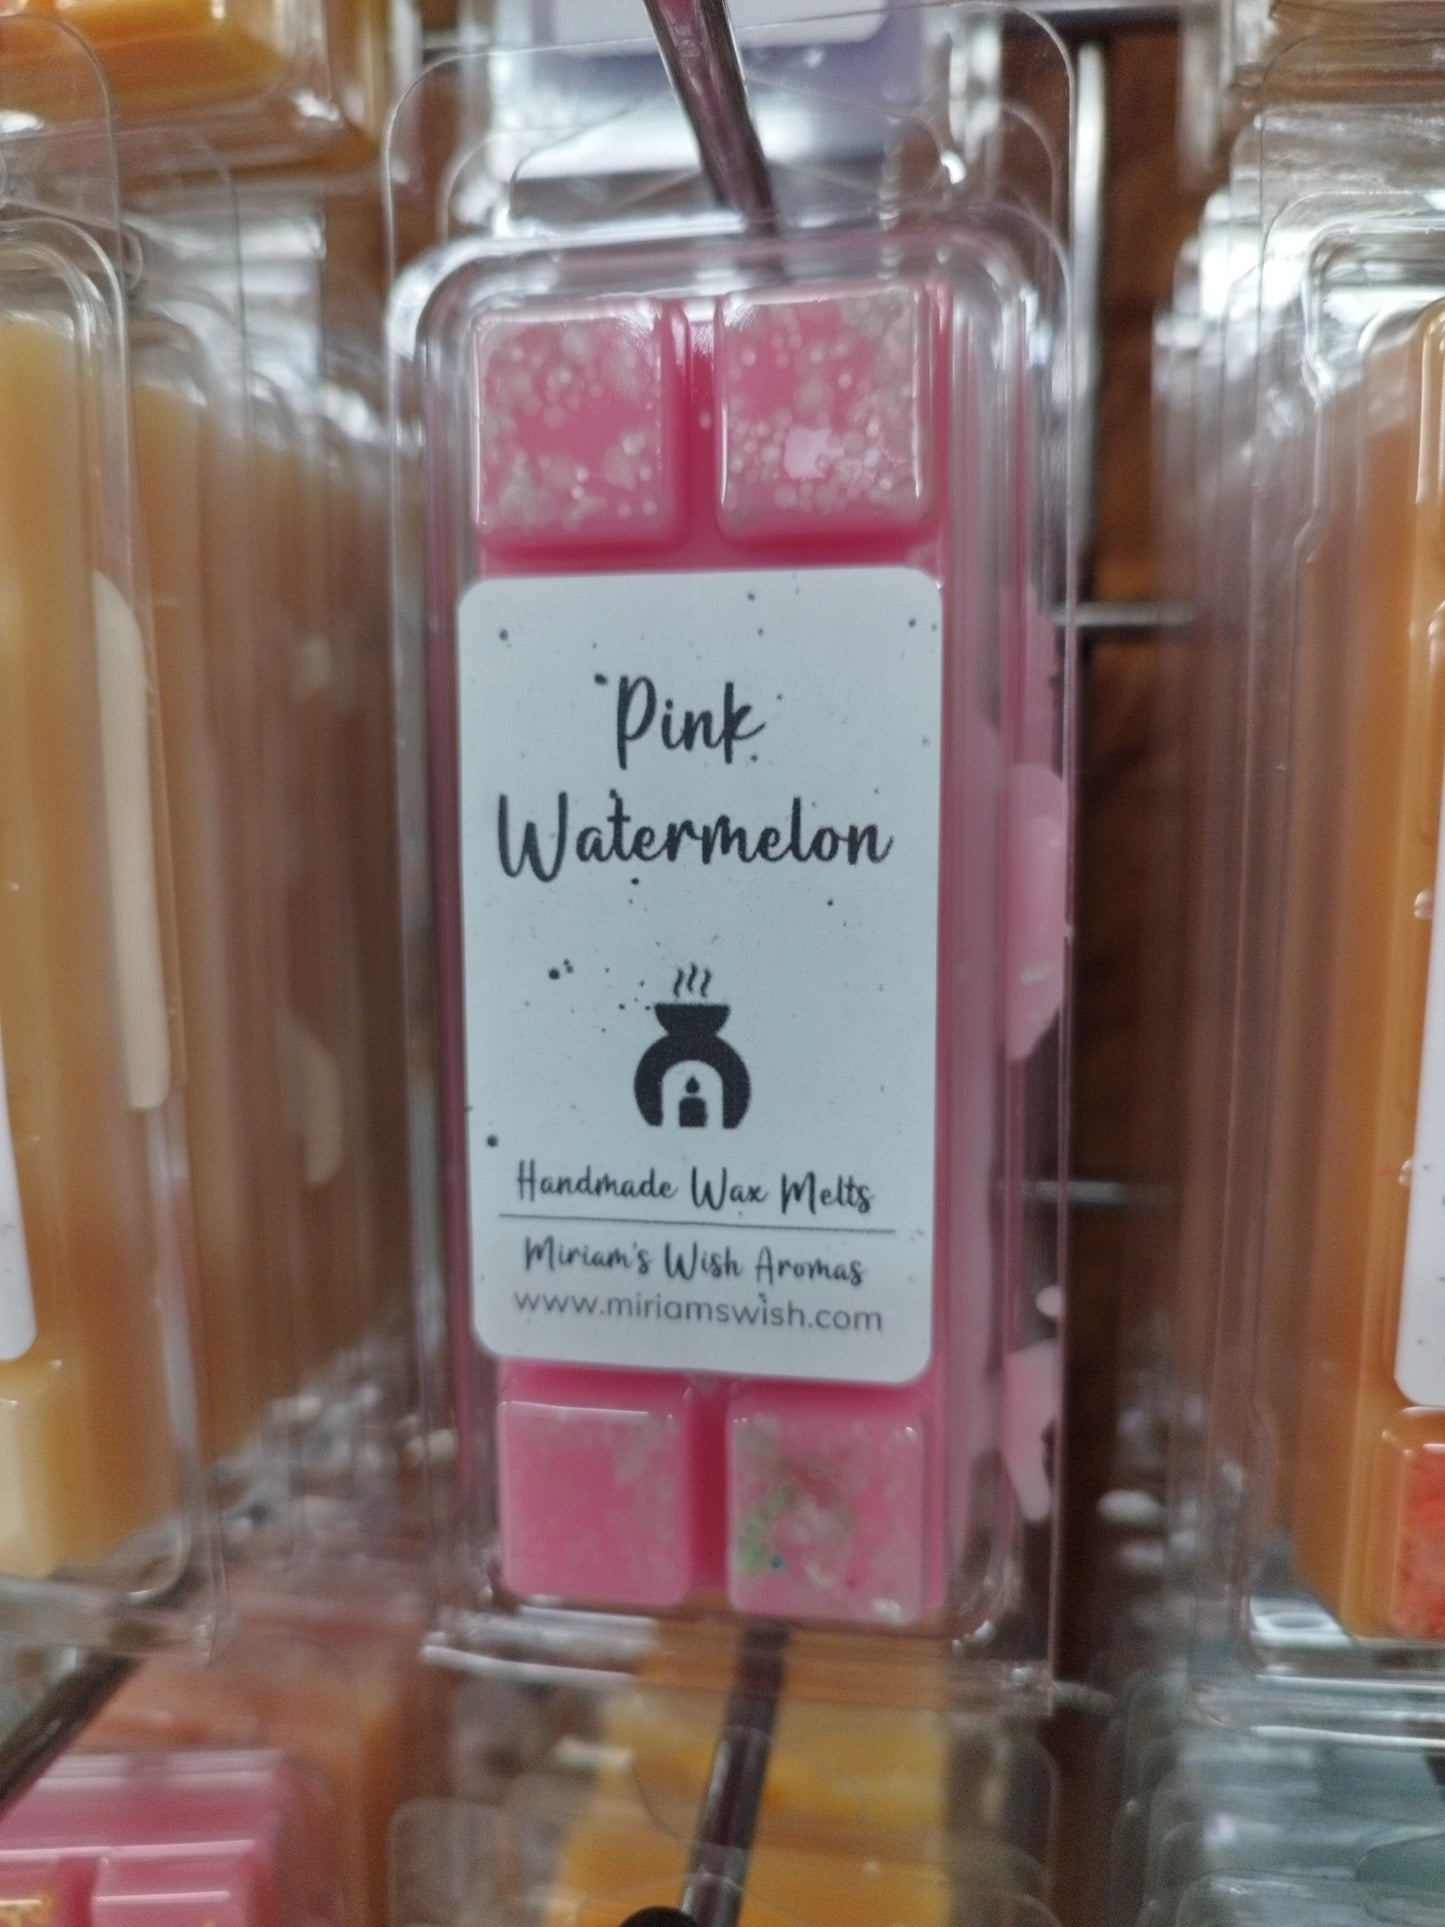 Pink
Watermelon
Handmade Wax Melts
Miriam's Wish Aromas
www.miriamswish.com